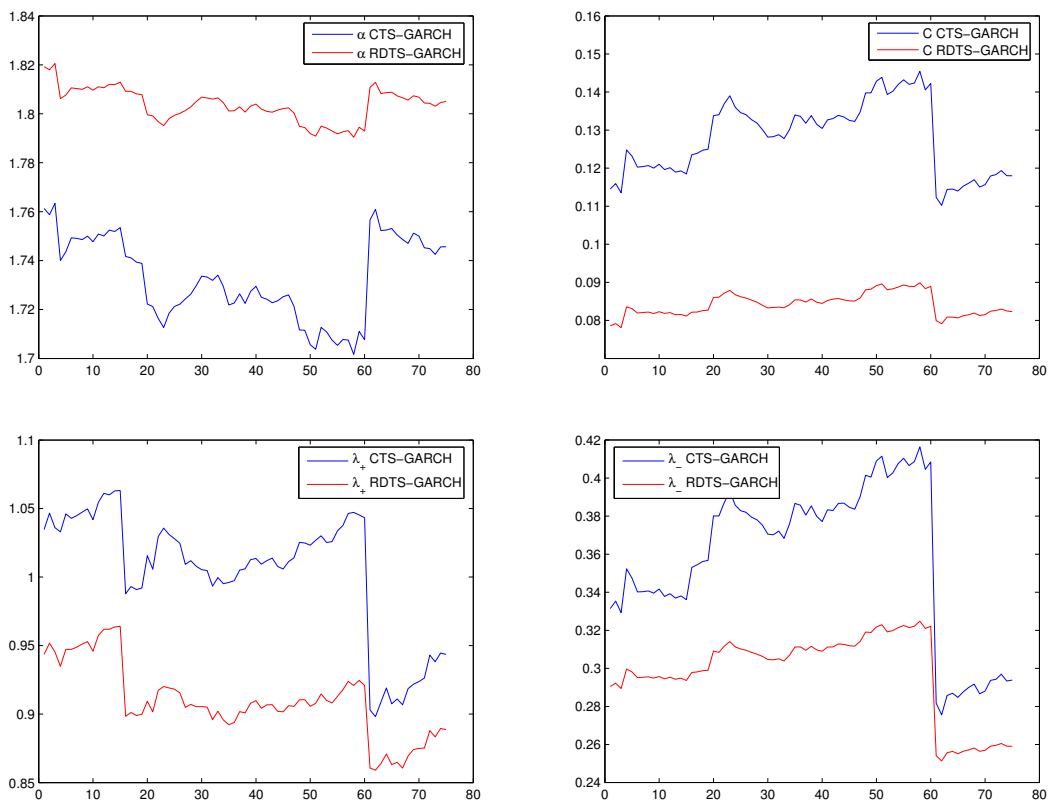 1.84
1.82
1.8
1.78
1.76
1.74
1.72
1.7
0 10 20 30 40 50 60 70 80
α CTS−GARCH
α RDTS−GARCH
0.16
0.15
0.14
0.13
0.12
0.11
0.1
0.09
0.08
0 10 20 30 40 50 60 70 80
C CTS−GARCH
C RDTS−GARCH
1.1
1.05
1
0.95
0.9
0.85
0 10 20 30 40 50 60 70 80
λ+ CTS−GARCH
λ+ RDTS−GARCH
0.42
0.4
0.38
0.36
0.34
0.32
0.3
0.28
0.26
0.24
0 10 20 30 40 50 60 70 80
λ− CTS−GARCH
λ− RDTS−GARCH